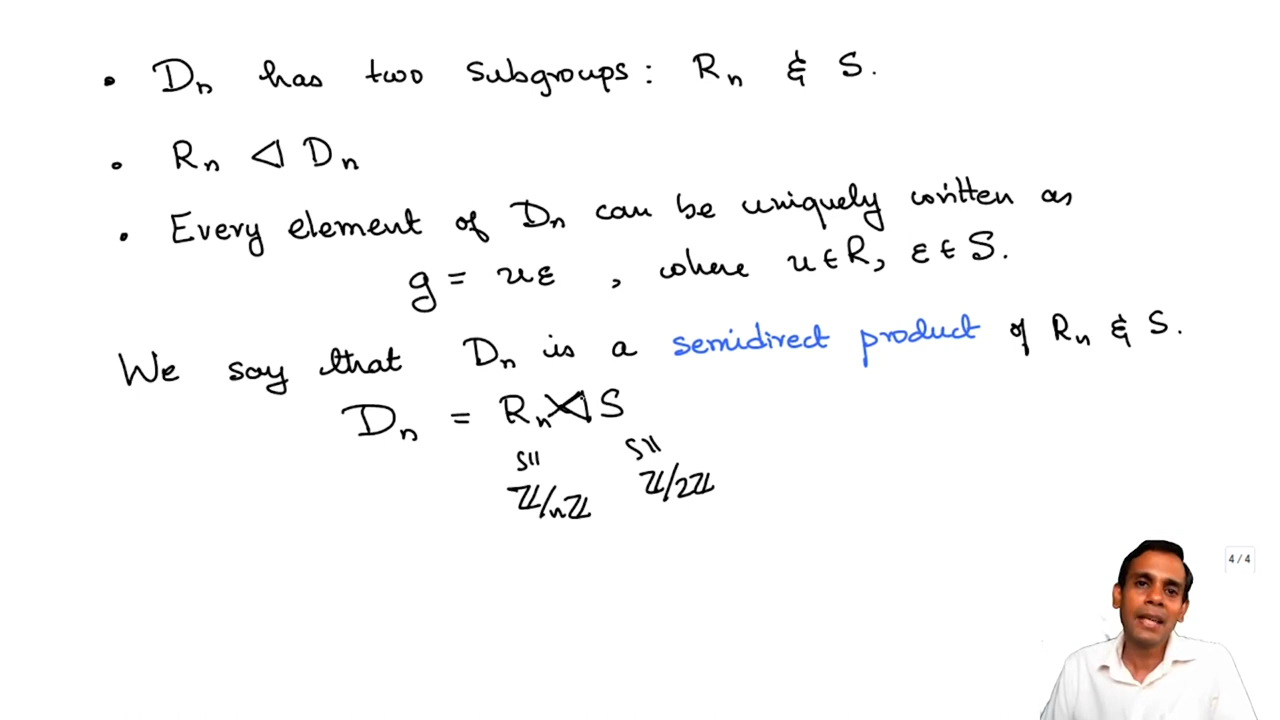 • Dₙ has two subgroups: Rₙ & S.
• Rₙ ◁ Dₙ
• Every element of Dₙ can be uniquely written as
g = uε, where u ∈ R, ε ∈ S.
We say that Dₙ is a semidirect product of Rₙ & S.
Dₙ = Rₙ ⋊ S
≅ ≅
ℤ/nℤ ℤ/2ℤ
4/4